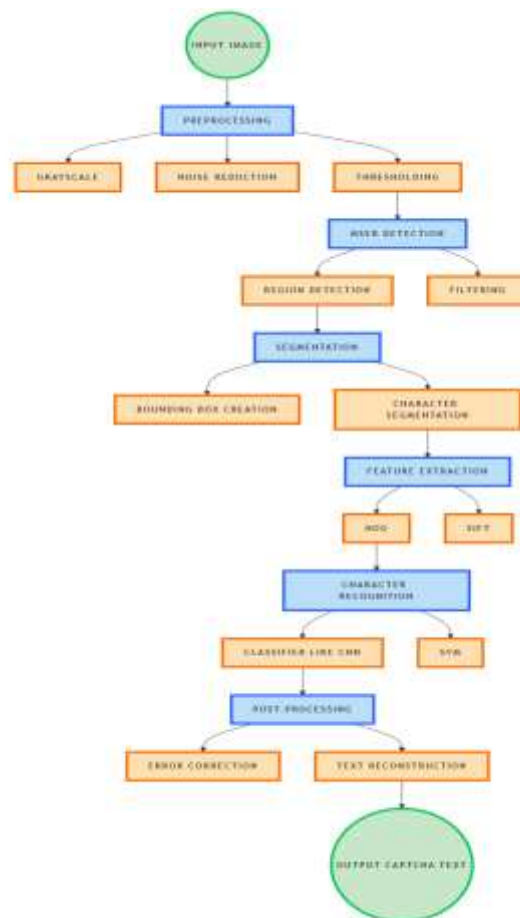 INPUT IMAGE
PREPROCESSING
GRAYSCALE
NOISE REDUCTION
THRESHOLDING
MSER DETECTION
REGION DETECTION
FILTERING
SEGMENTATION
BOUNDING BOX CREATION
CHARACTER
SEGMENTATION
FEATURE EXTRACTION
HOG
SIFT
CHARACTER
RECOGNITION
CLASSIFIER LIKE CNN
SVM
POST-PROCESSING
ERROR CORRECTION
TEXT RECONSTRUCTION
OUTPUT CAPTCHA TEXT